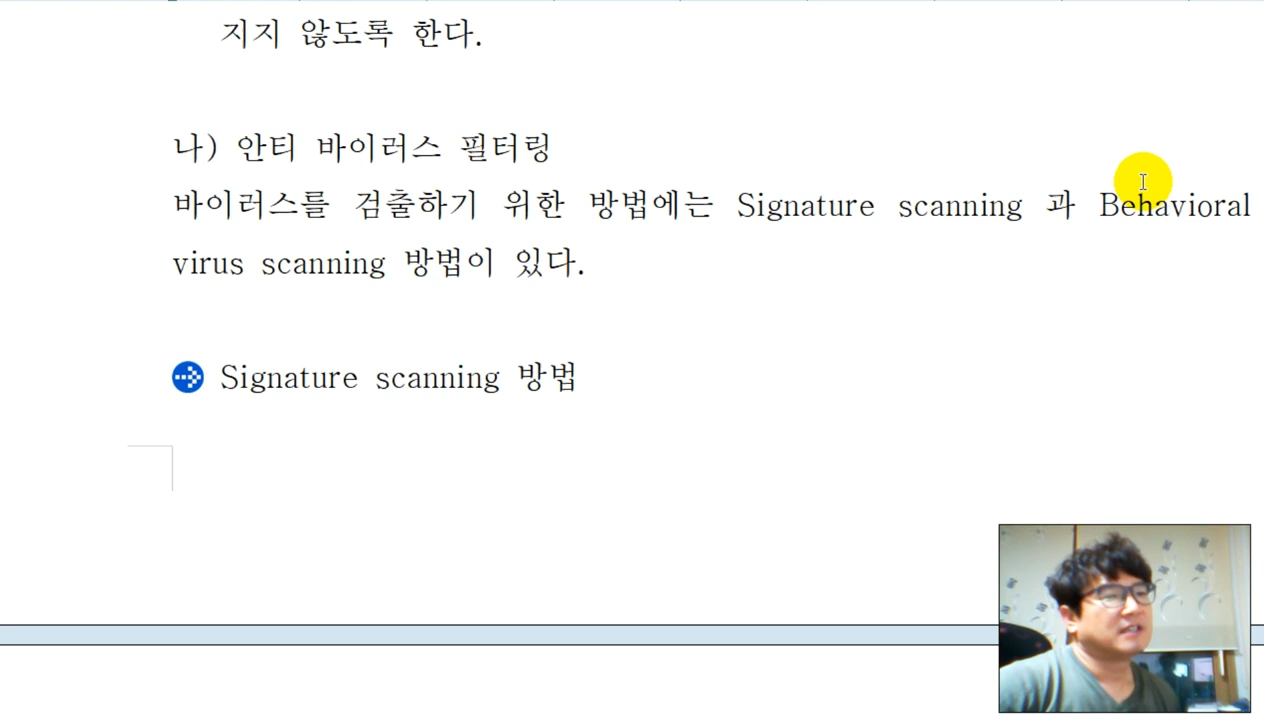 지지 않도록 한다.
나) 안티 바이러스 필터링
바이러스를 검출하기 위한 방법에는 Signature scanning 과 Behavioral
virus scanning 방법이 있다.
Signature scanning 방법